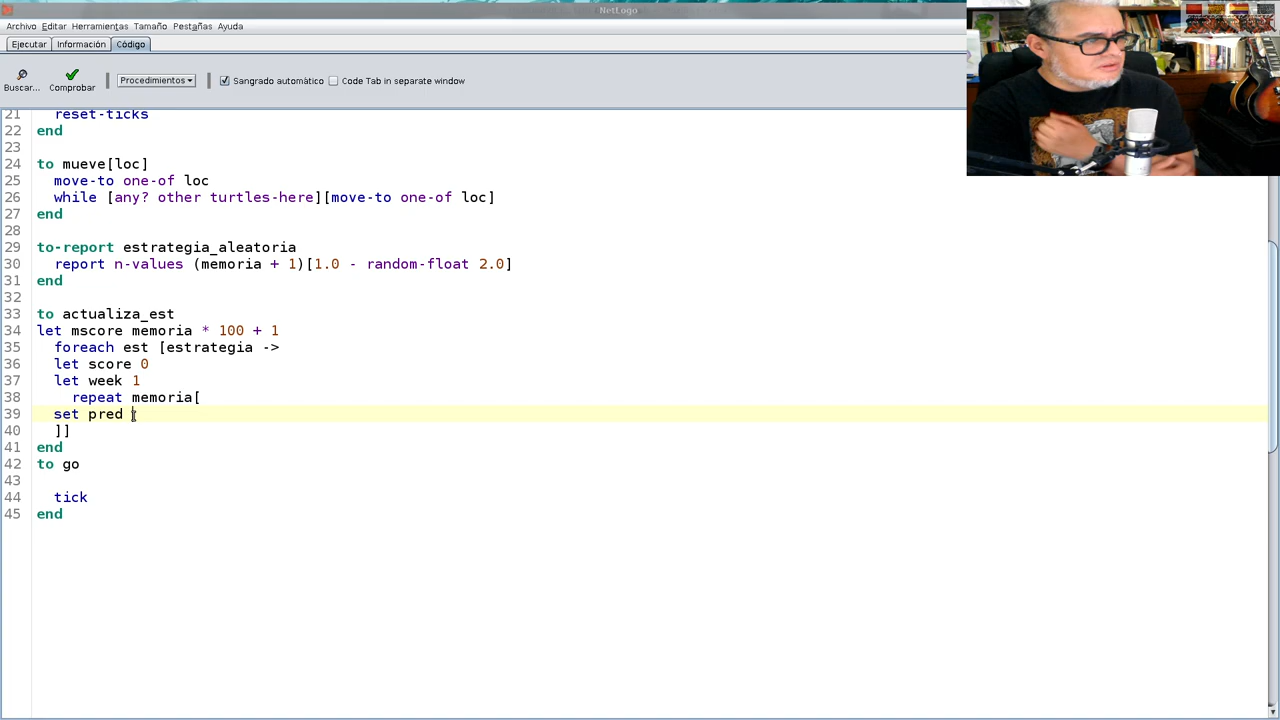 NetLogo
Archivo Editar Herramientas Tamaño Pestañas Ayuda
Ejecutar Información Código
Buscar... Comprobar Procedimientos Sangrado automático Code Tab in separate window
21 reset-ticks
22 end
23
24 to mueve[loc]
25 move-to one-of loc
26 while [any? other turtles-here][move-to one-of loc]
27 end
28
29 to-report estrategia_aleatoria
30 report n-values (memoria + 1)[1.0 - random-float 2.0]
31 end
32
33 to actualiza_est
34 let mscore memoria * 100 + 1
35 foreach est [estrategia ->
36 let score 0
37 let week 1
38 repeat memoria[
39 set pred
40 ]]
41 end
42 to go
43
44 tick
45 end